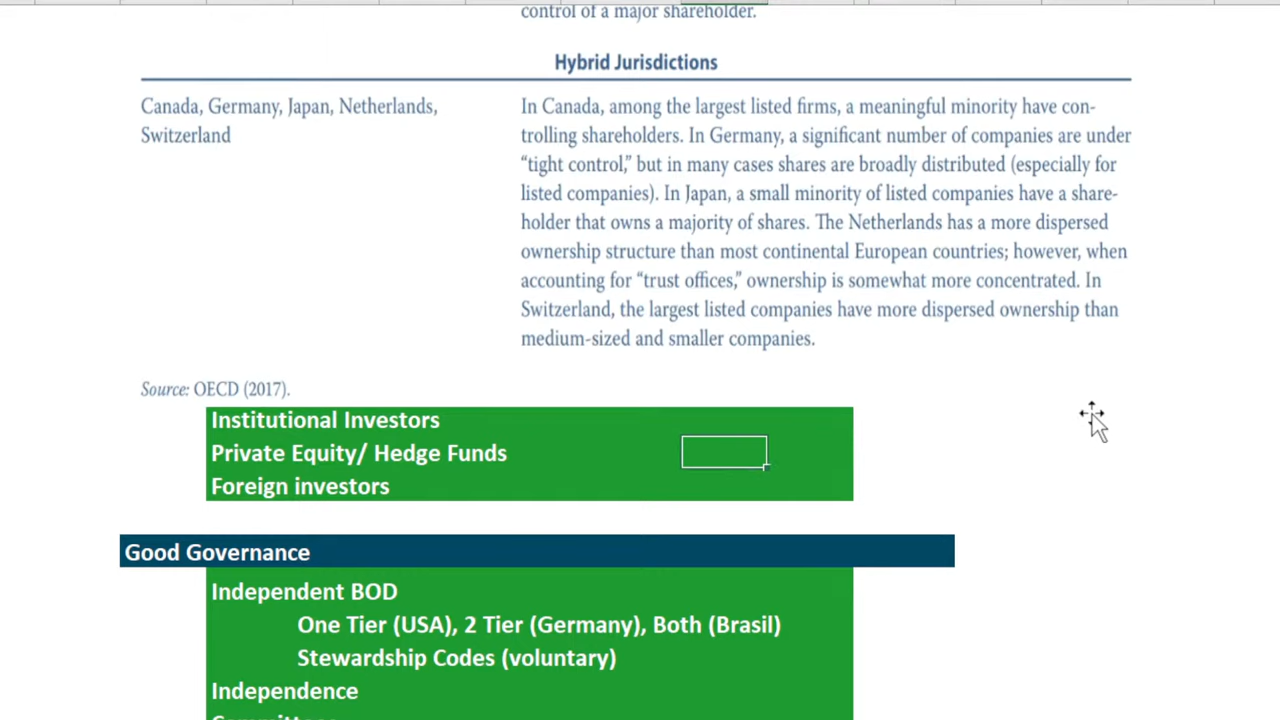 control of a major shareholder.
Hybrid Jurisdictions
Canada, Germany, Japan, Netherlands,
Switzerland
In Canada, among the largest listed firms, a meaningful minority have con-
trolling shareholders. In Germany, a significant number of companies are under
“tight control,” but in many cases shares are broadly distributed (especially for
listed companies). In Japan, a small minority of listed companies have a share-
holder that owns a majority of shares. The Netherlands has a more dispersed
ownership structure than most continental European countries; however, when
accounting for “trust offices,” ownership is somewhat more concentrated. In
Switzerland, the largest listed companies have more dispersed ownership than
medium-sized and smaller companies.
Source: OECD (2017).
Institutional Investors
Private Equity/ Hedge Funds
Foreign investors
Good Governance
Independent BOD
One Tier (USA), 2 Tier (Germany), Both (Brasil)
Stewardship Codes (voluntary)
Independence